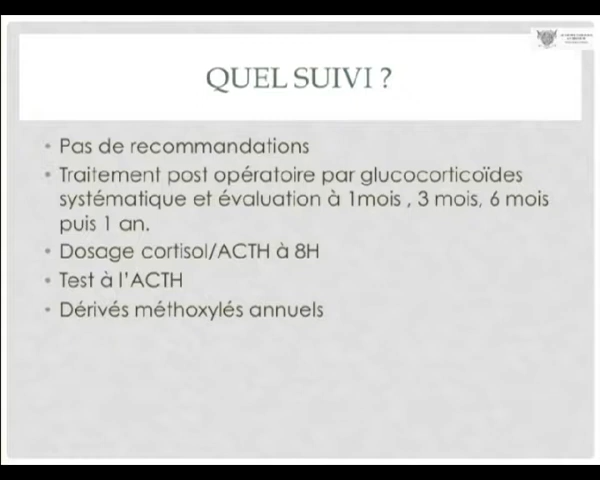 QUEL SUIVI ?
• Pas de recommandations
• Traitement post opératoire par glucocorticoïdes
systématique et évaluation à 1mois , 3 mois, 6 mois
puis 1 an.
• Dosage cortisol/ACTH à 8H
• Test à l'ACTH
• Dérivés méthoxylés annuels